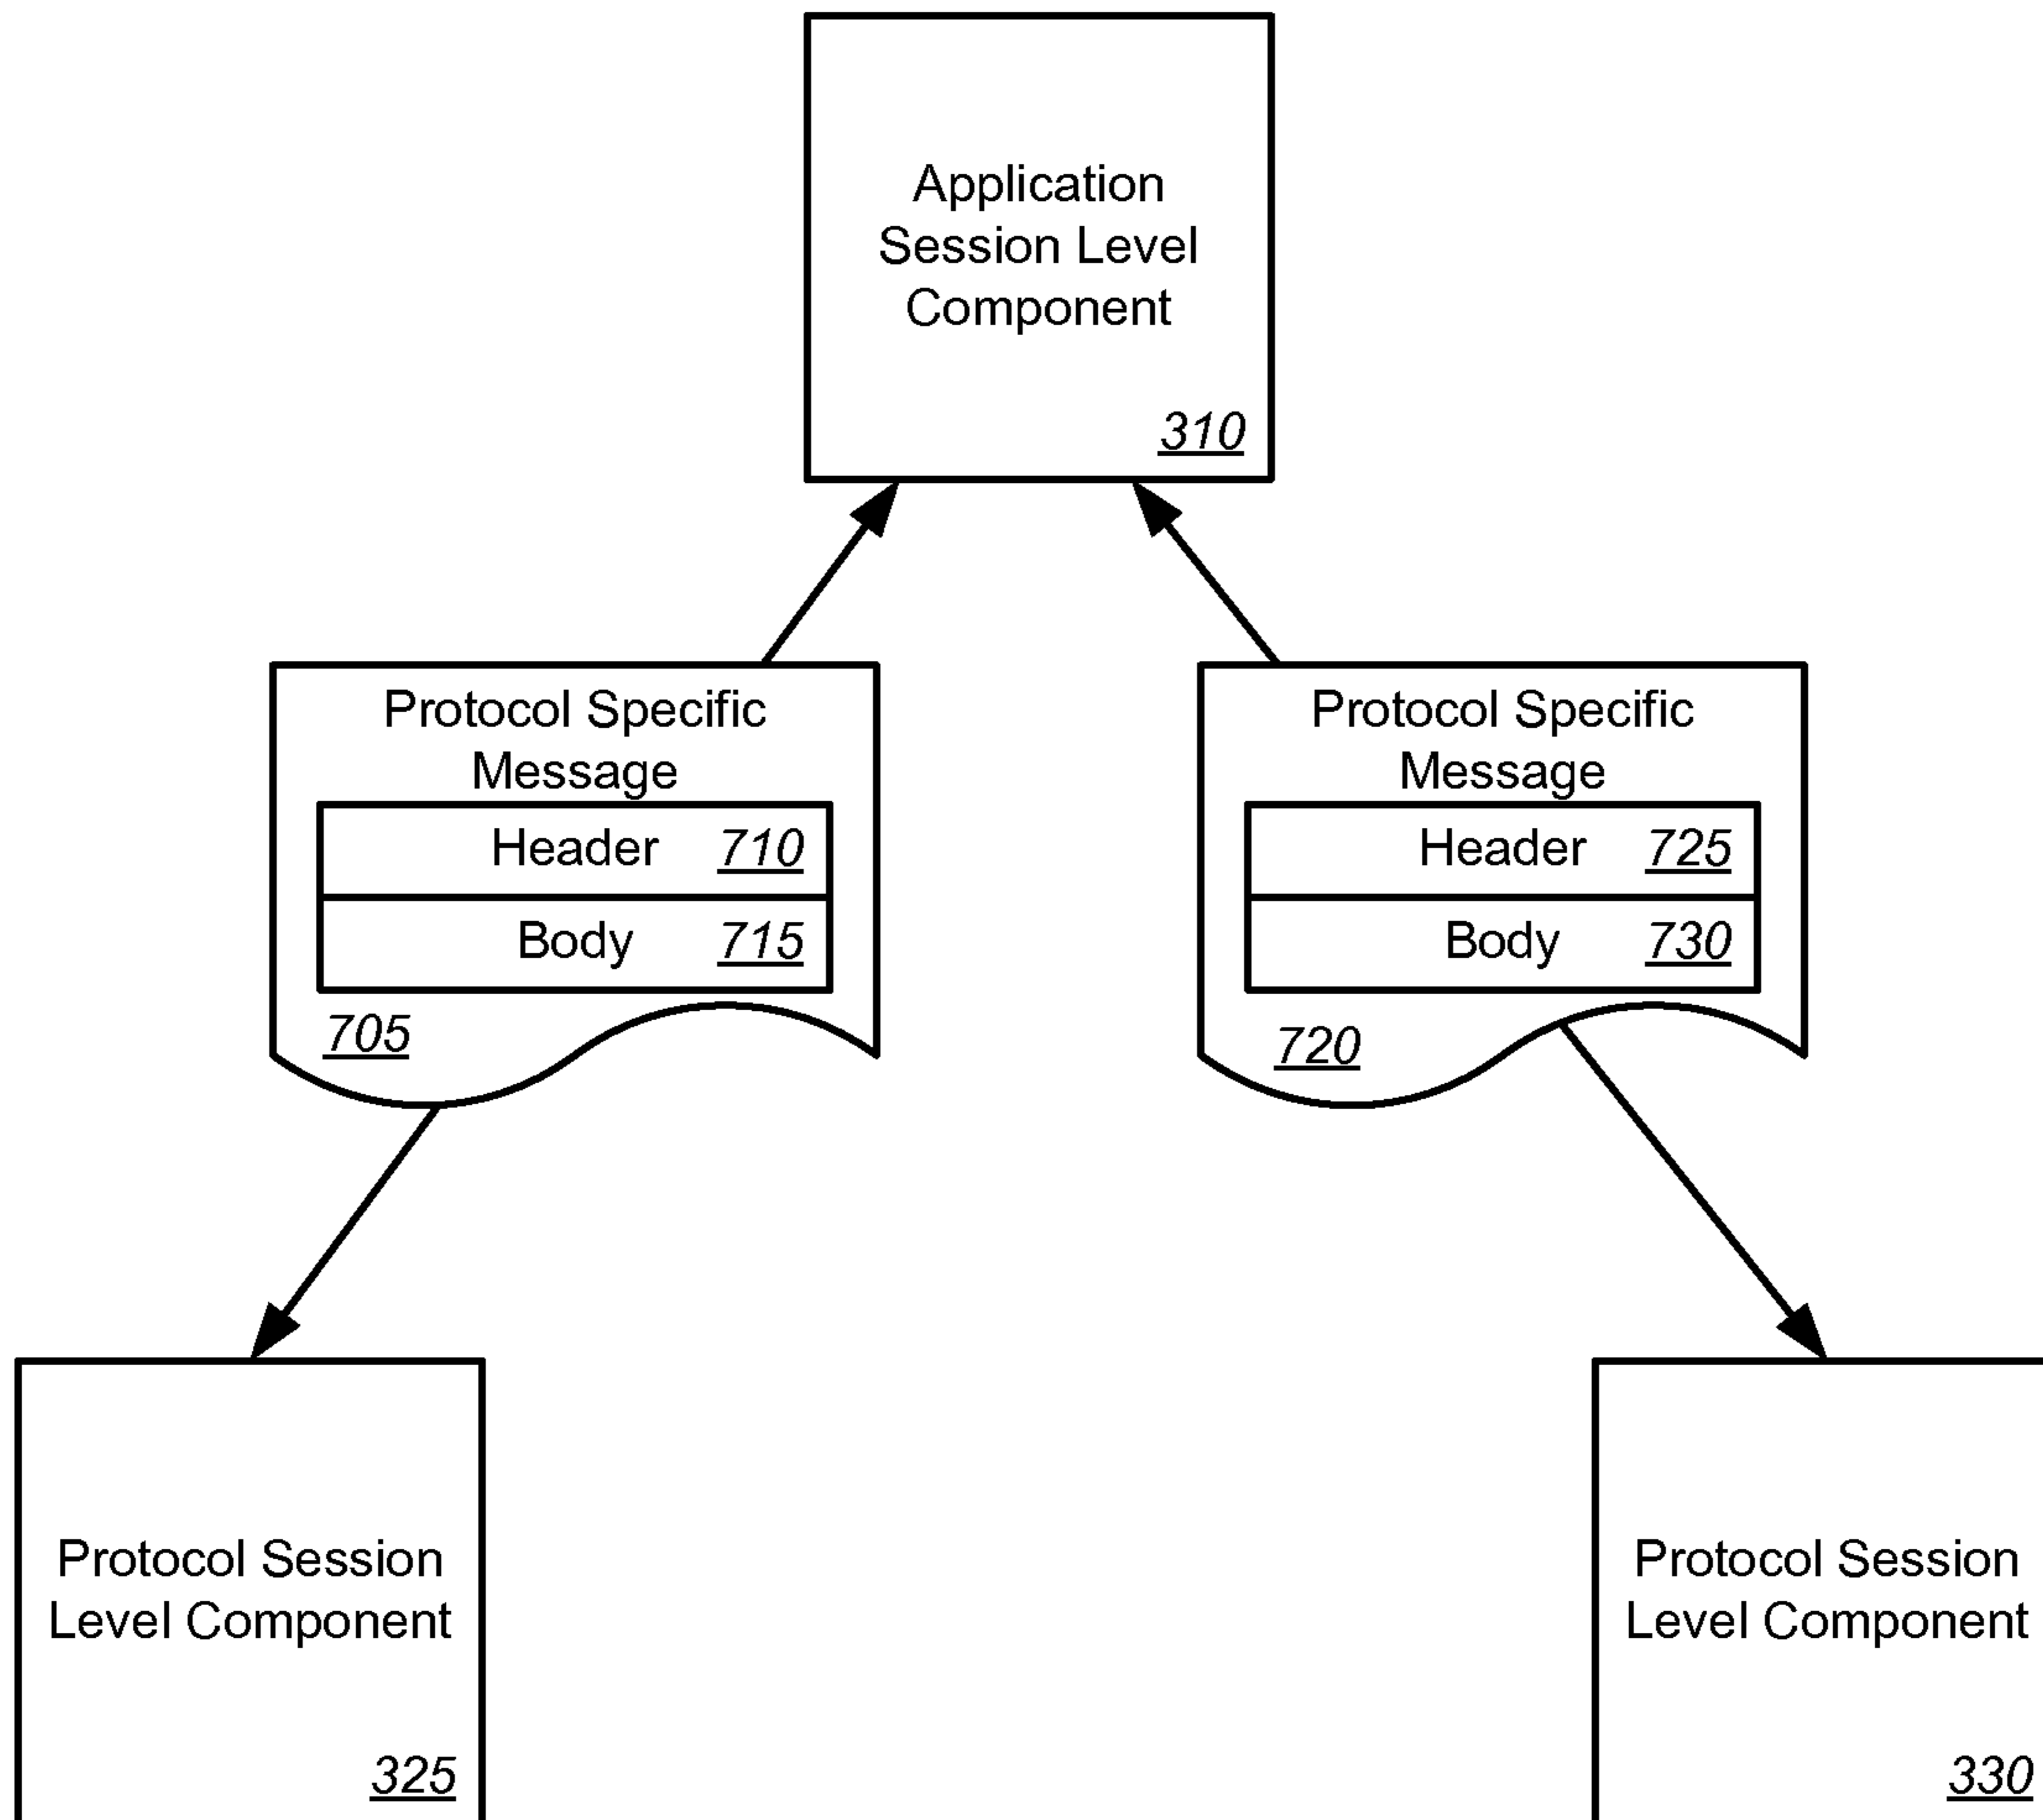 Application
Session Level
Component
310
Protocol Specific
Message
Header 710
Body 715
705
Protocol Specific
Message
Header 725
Body 730
720
Protocol Session
Level Component
325
Protocol Session
Level Component
330